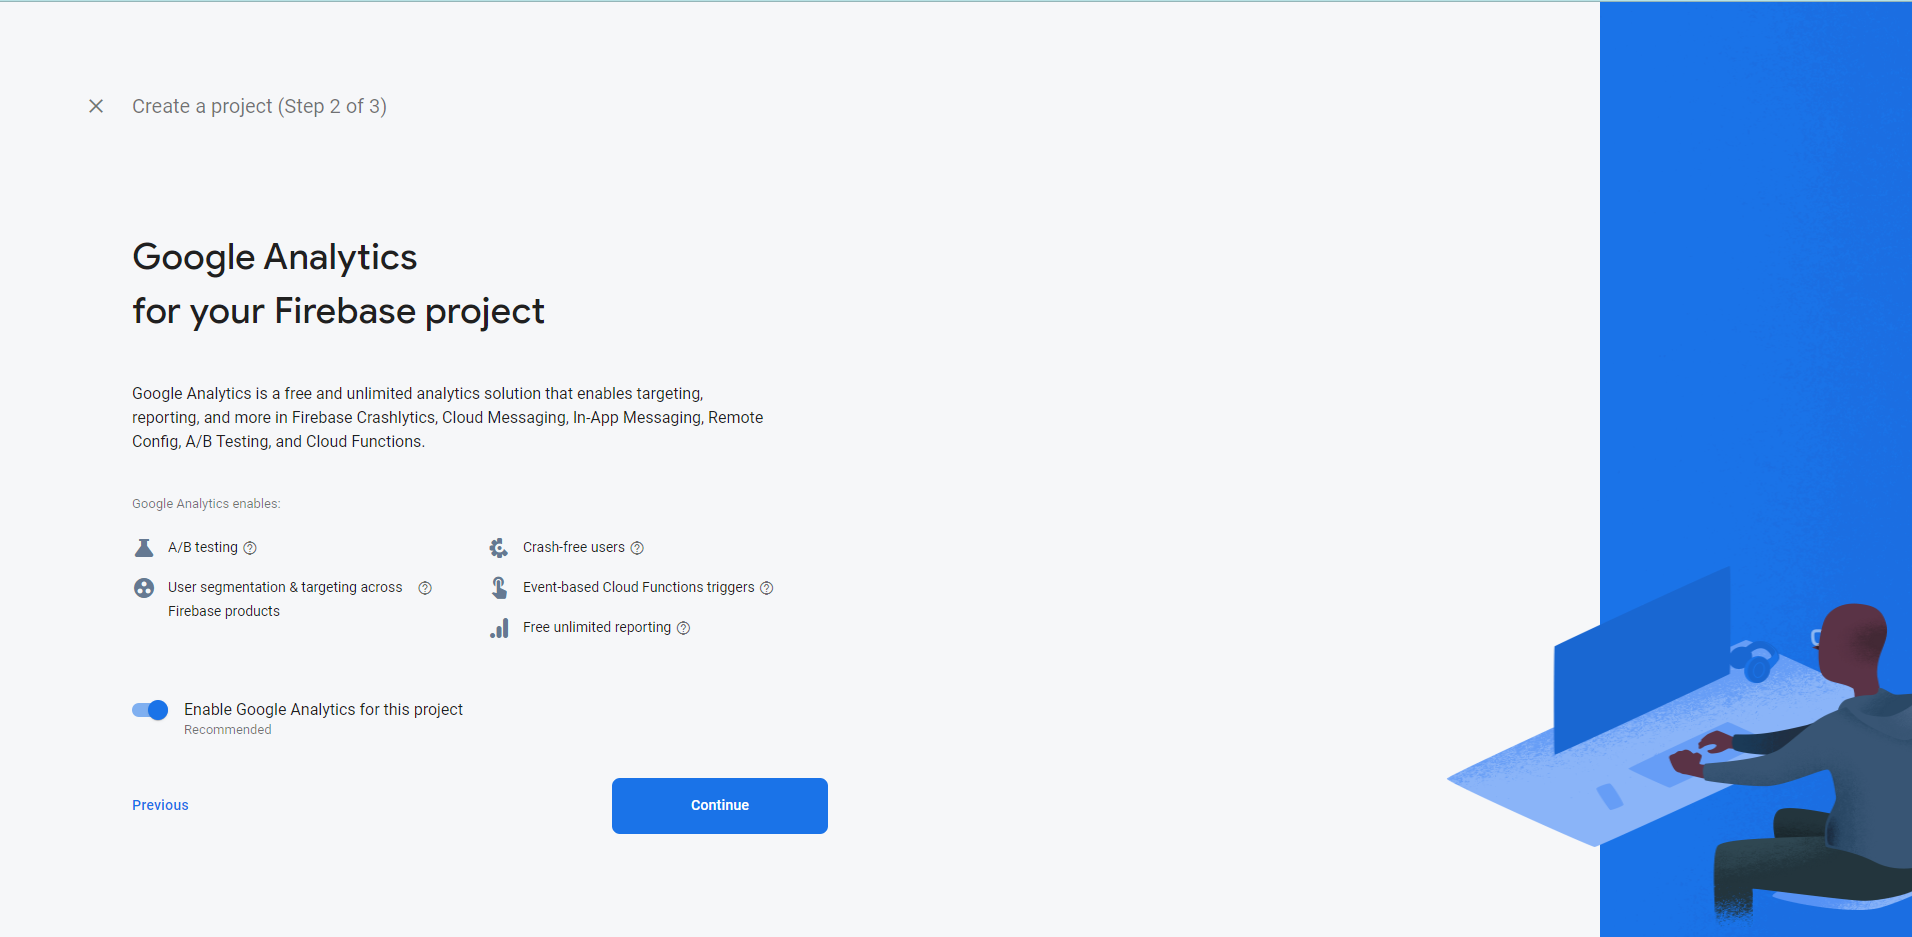 Create a project (Step 2 of 3)
Google Analytics
for your Firebase project
Google Analytics is a free and unlimited analytics solution that enables targeting,
reporting, and more in Firebase Crashlytics, Cloud Messaging, In-App Messaging, Remote
Config, A/B Testing, and Cloud Functions.
Google Analytics enables:
A/B testing
User segmentation & targeting across
Firebase products
Crash-free users
Event-based Cloud Functions triggers
Free unlimited reporting
Enable Google Analytics for this project
Recommended
Previous
Continue